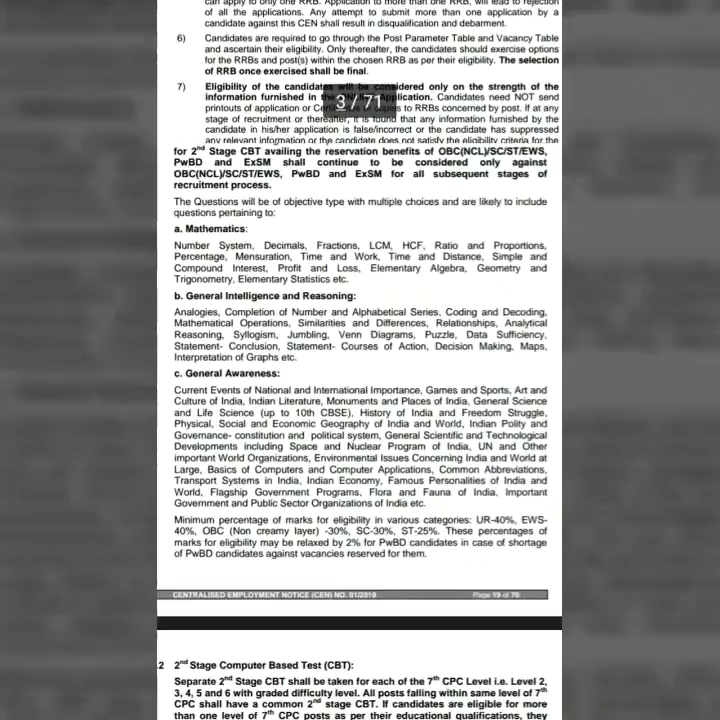 can apply to only one RRB. Application to more than one RRB, will lead to rejection
of all the applications. Any attempt to submit more than one application by a
candidate against this CEN shall result in disqualification and debarment.
6) Candidates are required to go through the Post Parameter Table and Vacancy Table
and ascertain their eligibility. Only thereafter, the candidates should exercise options
for the RRBs and post(s) within the chosen RRB as per their eligibility. The selection
of RRB once exercised shall be final.
7) Eligibility of the candidates will be considered only on the strength of the
information furnished in the Application. Candidates need NOT send
printouts of application or copies to RRBs concerned by post. If at any
stage of recruitment or thereafter, it is found that any information furnished by the
candidate in his/her application is false/incorrect or the candidate has suppressed
any relevant information or the candidate does not satisfy the eligibility criteria for the
3 / 71
for 2nd Stage CBT availing the reservation benefits of OBC(NCL)/SC/ST/EWS,
PwBD and ExSM shall continue to be considered only against
OBC(NCL)/SC/ST/EWS, PwBD and ExSM for all subsequent stages of
recruitment process.
The Questions will be of objective type with multiple choices and are likely to include
questions pertaining to:
a. Mathematics:
Number System, Decimals, Fractions, LCM, HCF, Ratio and Proportions,
Percentage, Mensuration, Time and Work, Time and Distance, Simple and
Compound Interest, Profit and Loss, Elementary Algebra, Geometry and
Trigonometry, Elementary Statistics etc.
b. General Intelligence and Reasoning:
Analogies, Completion of Number and Alphabetical Series, Coding and Decoding,
Mathematical Operations, Similarities and Differences, Relationships, Analytical
Reasoning, Syllogism, Jumbling, Venn Diagrams, Puzzle, Data Sufficiency,
Statement- Conclusion, Statement- Courses of Action, Decision Making, Maps,
Interpretation of Graphs etc.
c. General Awareness:
Current Events of National and International Importance, Games and Sports, Art and
Culture of India, Indian Literature, Monuments and Places of India, General Science
and Life Science (up to 10th CBSE), History of India and Freedom Struggle,
Physical, Social and Economic Geography of India and World, Indian Polity and
Governance- constitution and political system, General Scientific and Technological
Developments including Space and Nuclear Program of India, UN and Other
important World Organizations, Environmental Issues Concerning India and World at
Large, Basics of Computers and Computer Applications, Common Abbreviations,
Transport Systems in India, Indian Economy, Famous Personalities of India and
World, Flagship Government Programs, Flora and Fauna of India, Important
Government and Public Sector Organizations of India etc.
Minimum percentage of marks for eligibility in various categories: UR-40%, EWS-
40%, OBC (Non creamy layer) -30%, SC-30%, ST-25%. These percentages of
marks for eligibility may be relaxed by 2% for PwBD candidates in case of shortage
of PwBD candidates against vacancies reserved for them.
CENTRALISED EMPLOYMENT NOTICE (CEN) NO. 01/2019 Page 19 of 70
.2 2nd Stage Computer Based Test (CBT):
Separate 2nd Stage CBT shall be taken for each of the 7th CPC Level i.e. Level 2,
3, 4, 5 and 6 with graded difficulty level. All posts falling within same level of 7th
CPC shall have a common 2nd stage CBT. If candidates are eligible for more
than one level of 7th CPC posts as per their educational qualifications, they